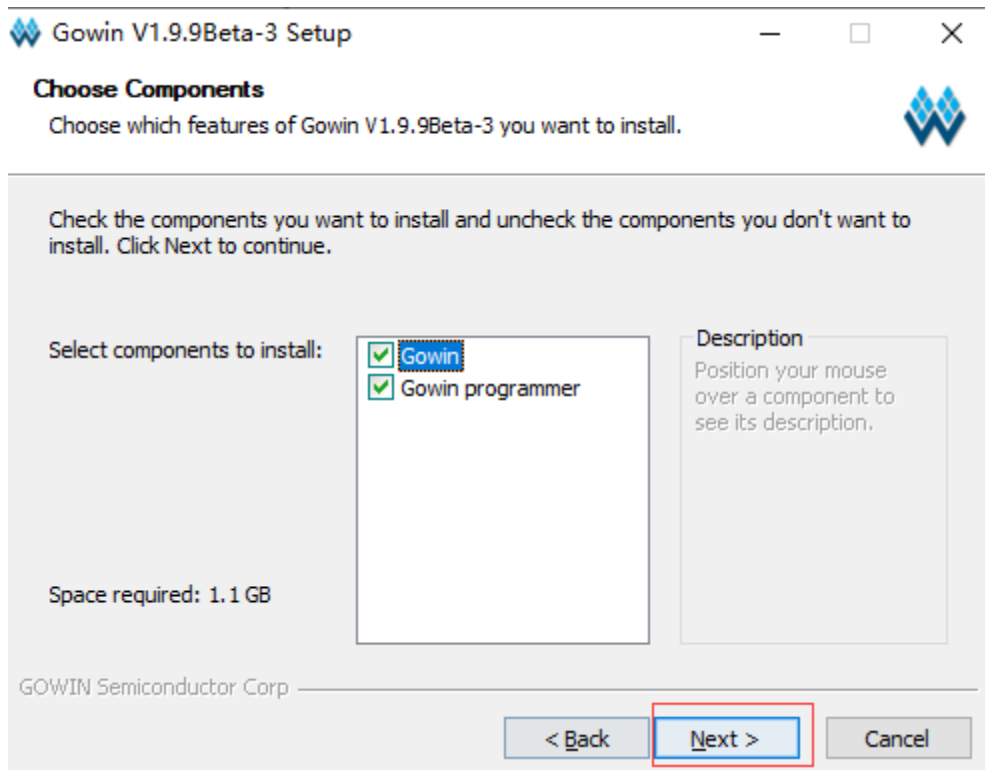 Gowin V1.9.9Beta-3 Setup
Choose Components
Choose which features of Gowin V1.9.9Beta-3 you want to install.
Check the components you want to install and uncheck the components you don't want to
install. Click Next to continue.
Select components to install:
Gowin
Gowin programmer
Description
Position your mouse
over a component to
see its description.
Space required: 1.1 GB
GOWIN Semiconductor Corp
< Back
Next >
Cancel